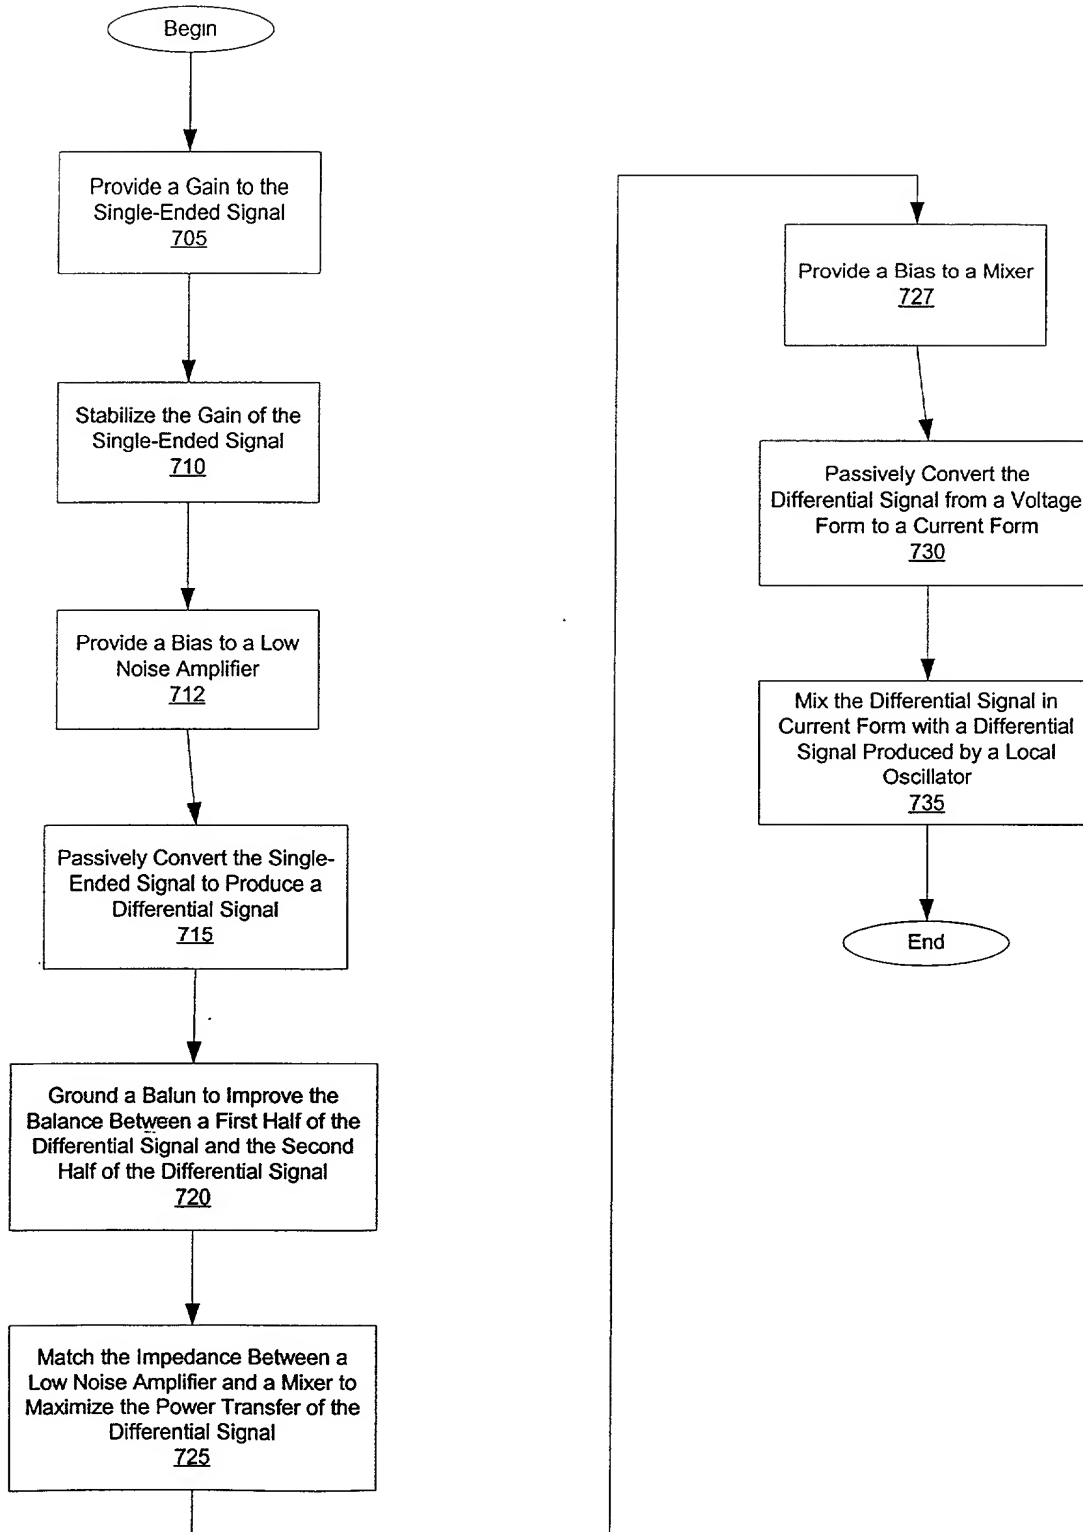 Begin
Provide a Gain to the
Single-Ended Signal
705
Stabilize the Gain of the
Single-Ended Signal
710
Provide a Bias to a Low
Noise Amplifier
712
Passively Convert the Single-
Ended Signal to Produce a
Differential Signal
715
Ground a Balun to Improve the
Balance Between a First Half of the
Differential Signal and the Second
Half of the Differential Signal
720
Match the Impedance Between a
Low Noise Amplifier and a Mixer to
Maximize the Power Transfer of the
Differential Signal
725
Provide a Bias to a Mixer
727
Passively Convert the
Differential Signal from a Voltage
Form to a Current Form
730
Mix the Differential Signal in
Current Form with a Differential
Signal Produced by a Local
Oscillator
735
End